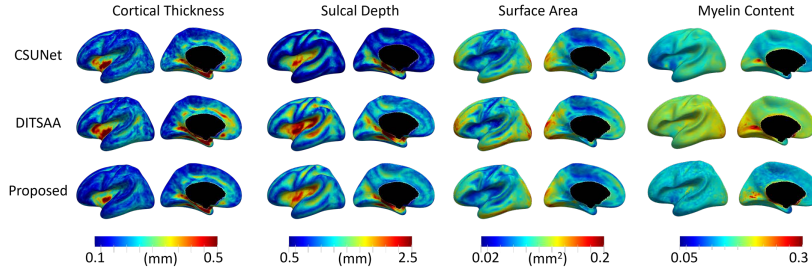 Cortical Thickness Sulcal Depth Surface Area Myelin Content
CSUNet
DITSAA
Proposed
0.1 (mm) 0.5 0.5 (mm) 2.5 0.02 (mm²) 0.2 0.05 0.3